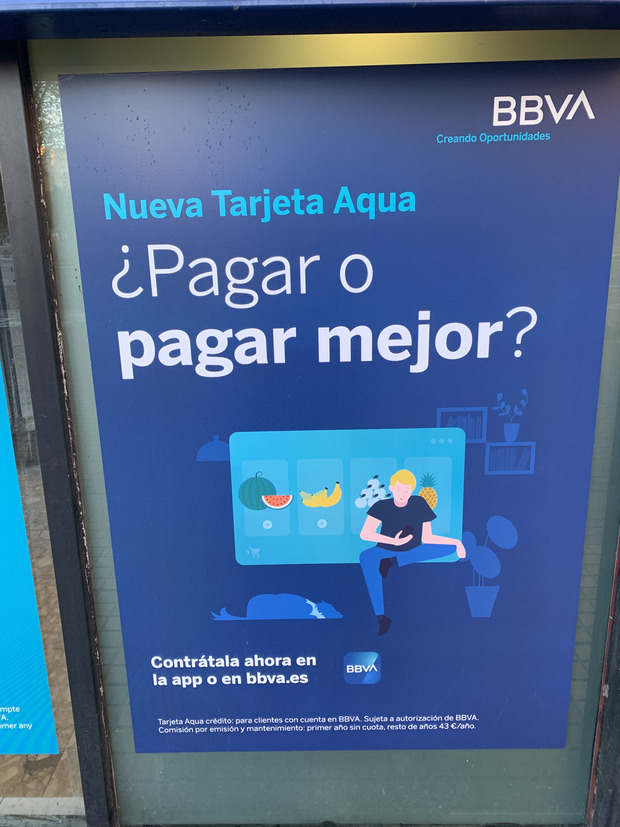 BBVA
Creando Oportunidades
Nueva Tarjeta Aqua
¿Pagar o
pagar mejor?
Contrátala ahora en
la app o en bbva.es
BBVA
Tarjeta Aqua crédito: para clientes con cuenta en BBVA. Sujeta a autorización de BBVA.
Comisión por emisión y mantenimiento: primer año sin cuota, resto de años 43 €/año.
mpte
A.
imer any